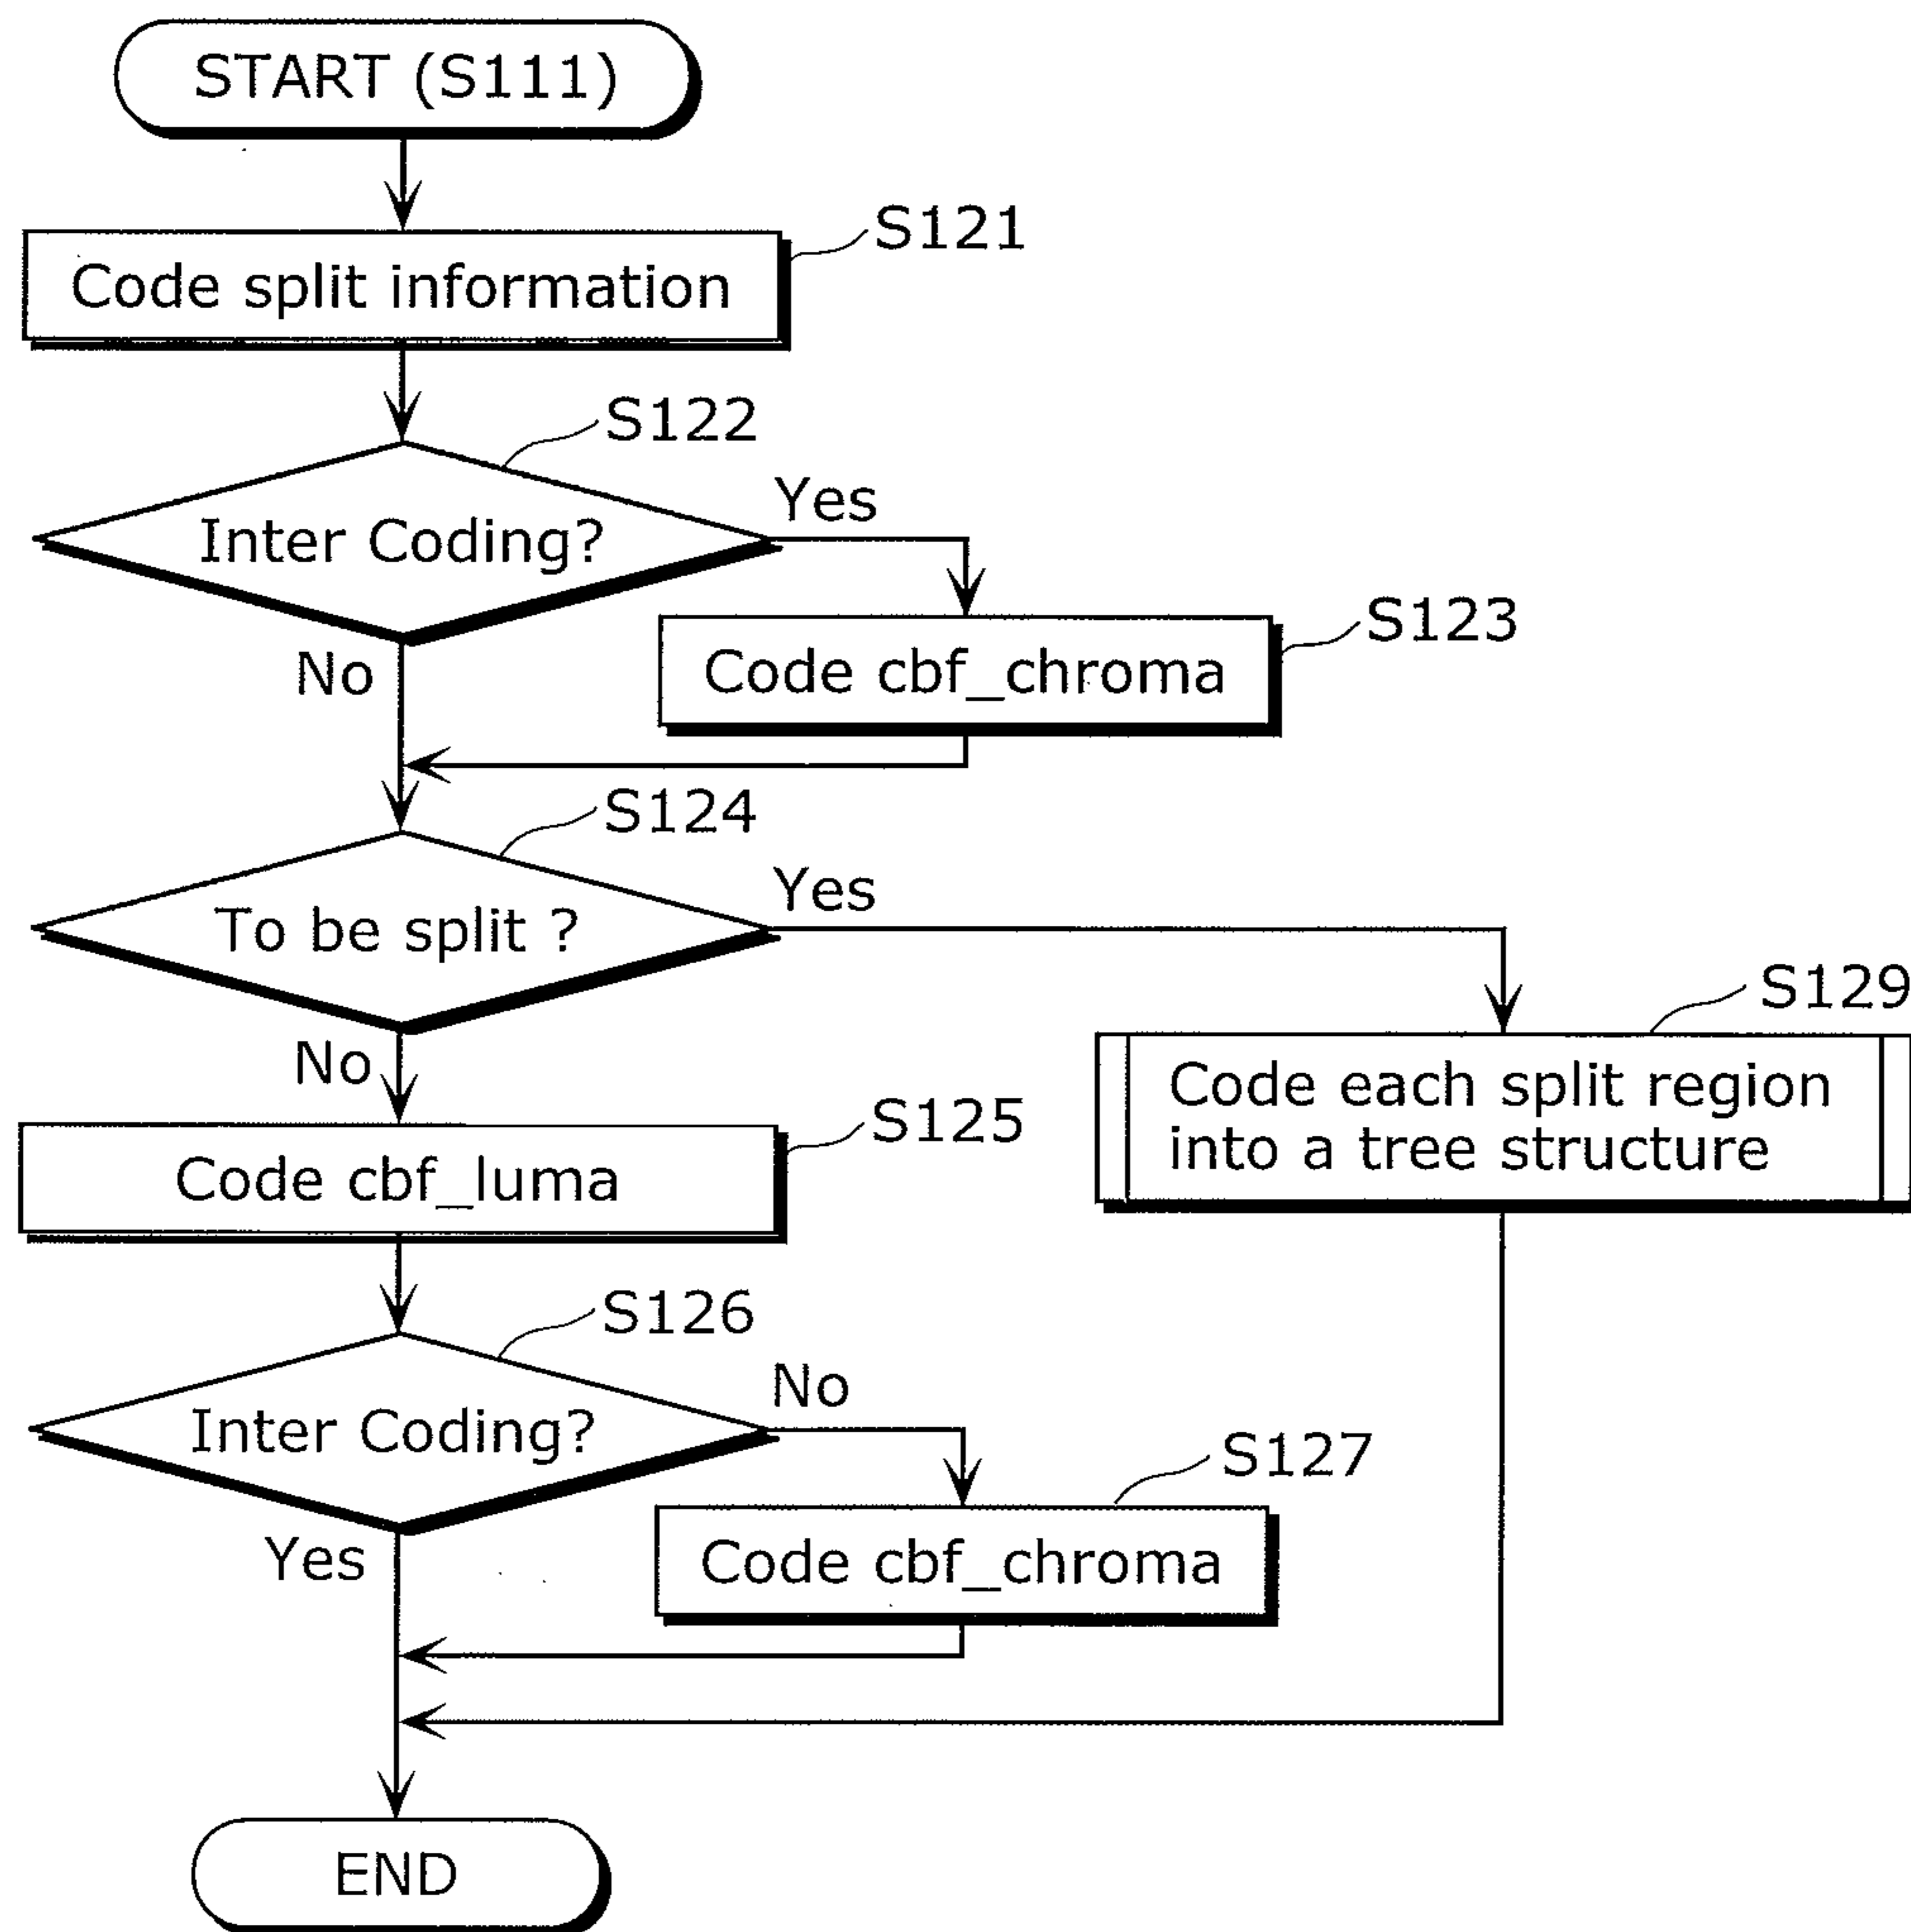 START (S111)
S121
Code split information
S122
Yes
Inter Coding?
S123
No
Code cbf_chroma
S124
Yes
To be split ?
S129
No
Code each split region
into a tree structure
S125
Code cbf_luma
S126
No
Inter Coding?
S127
Yes
Code cbf_chroma
END